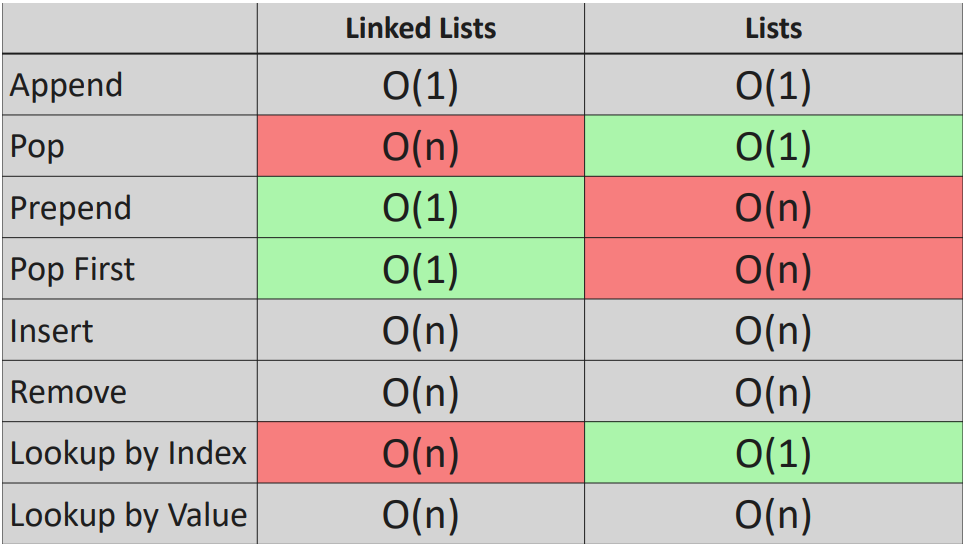 Linked Lists Lists
Append O(1) O(1)
Pop O(n) O(1)
Prepend O(1) O(n)
Pop First O(1) O(n)
Insert O(n) O(n)
Remove O(n) O(n)
Lookup by Index O(n) O(1)
Lookup by Value O(n) O(n)